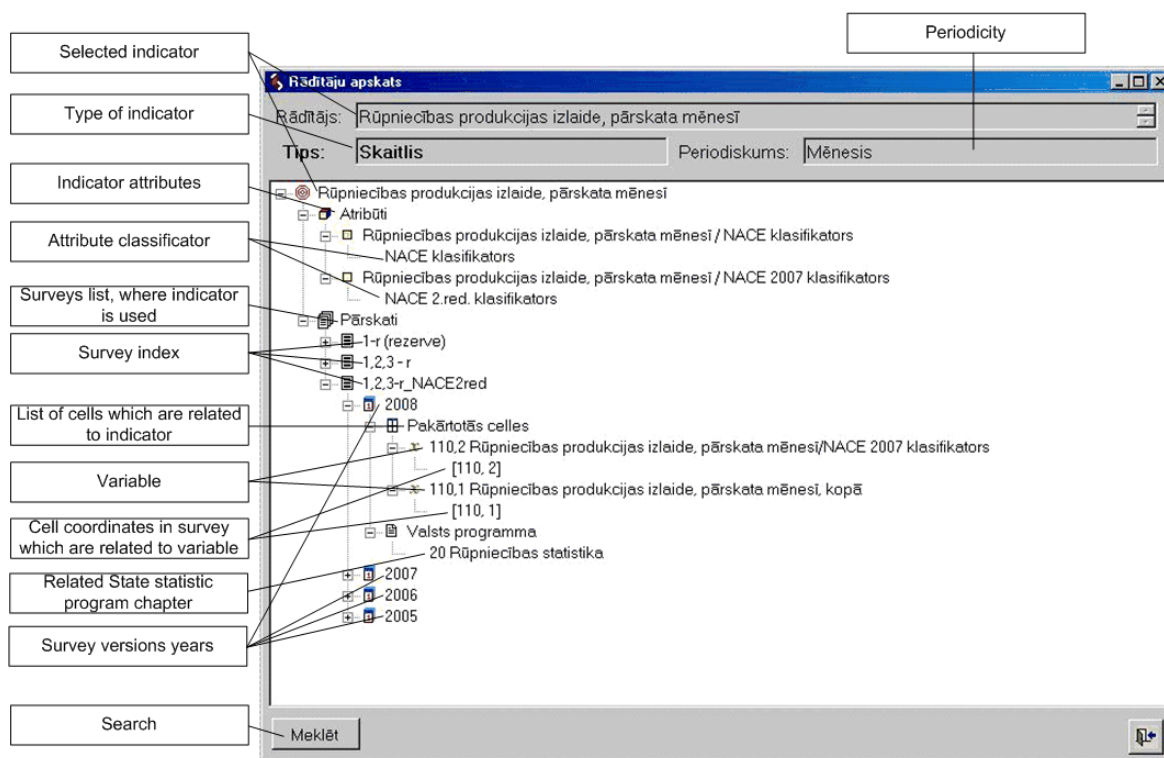 Periodicity
Selected indicator
Type of indicator
Indicator attributes
Attribute classificator
Surveys list, where indicator
is used
Survey index
List of cells which are related
to indicator
Variable
Cell coordinates in survey
which are related to variable
Related State statistic
program chapter
Survey versions years
Search
Rādītāju apskats
Rādītājs: Rūpniecības produkcijas izlaide, pārskata mēnesī
Tips: Skaitlis Periodiskums: Mēnesis
Rūpniecības produkcijas izlaide, pārskata mēnesī
Atribūti
Rūpniecības produkcijas izlaide, pārskata mēnesī / NACE klasifikators
NACE klasifikators
Rūpniecības produkcijas izlaide, pārskata mēnesī / NACE 2007 klasifikators
NACE 2.red. klasifikators
Pārskati
1-r (rezerve)
1,2,3 - r
1,2,3-r_NACE2red
2008
Pakārtotās celles
110,2 Rūpniecības produkcijas izlaide, pārskata mēnesī/NACE 2007 klasifikators
[110, 2]
110,1 Rūpniecības produkcijas izlaide, pārskata mēnesī, kopā
[110, 1]
Valsts programma
20 Rūpniecības statistika
2007
2006
2005
Meklēt